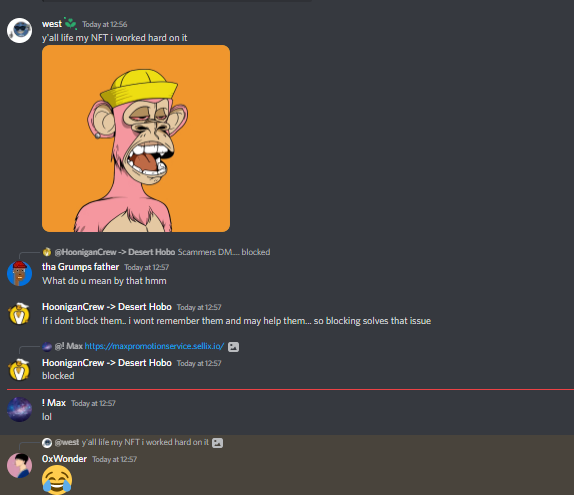 west Today at 12:56
y'all life my NFT i worked hard on it
@HooniganCrew -> Desert Hobo Scammers DM.... blocked
tha Grumps father Today at 12:57
What do u mean by that hmm
HooniganCrew -> Desert Hobo Today at 12:57
If i dont block them.. i wont remember them and may help them... so blocking solves that issue
@! Max https://maxpromotionservice.sellix.io/
HooniganCrew -> Desert Hobo Today at 12:57
blocked
! Max Today at 12:57
lol
@west y'all life my NFT i worked hard on it
0xWonder Today at 12:57